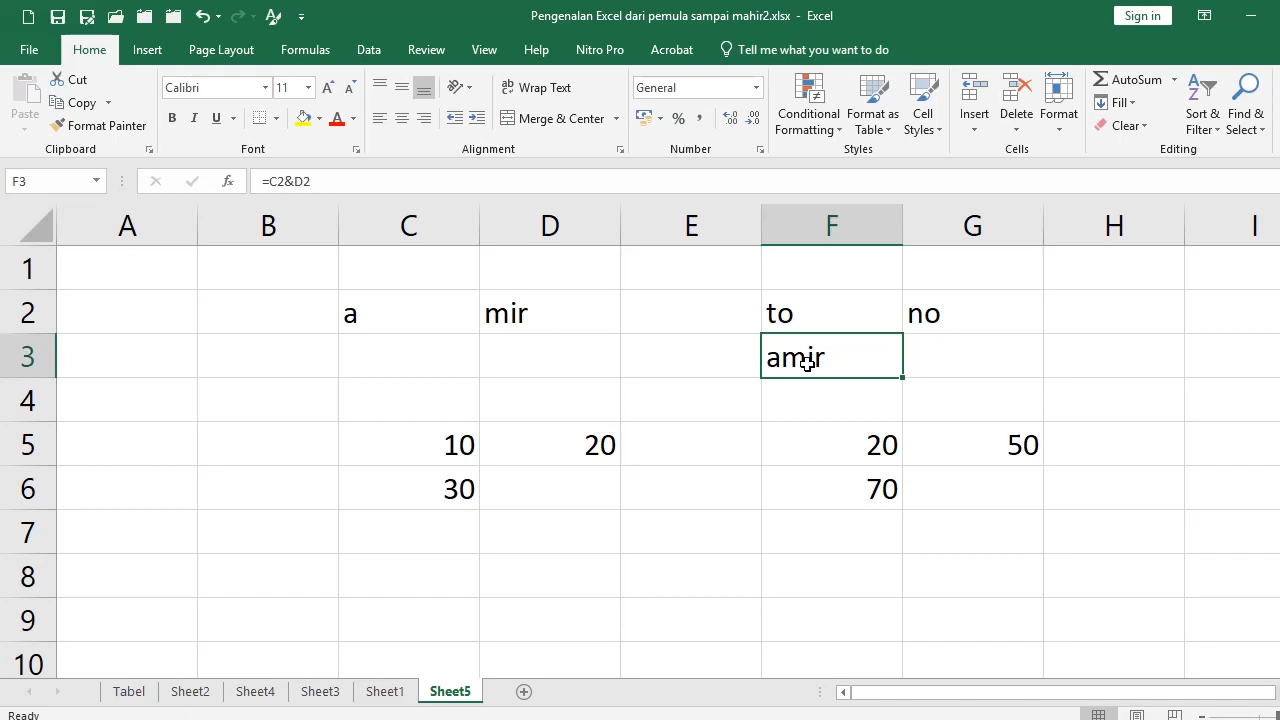 Pengenalan Excel dari pemula sampai mahir2.xlsx - Excel
Sign in
File Home Insert Page Layout Formulas Data Review View Help Nitro Pro Acrobat Tell me what you want to do
Paste
Cut
Copy
Format Painter
Clipboard
Calibri 11
B I U
Font
Wrap Text
Merge & Center
Alignment
General
Number
Conditional Formatting
Format as Table
Cell Styles
Styles
Insert Delete Format
Cells
AutoSum
Fill
Clear
Sort & Filter
Find & Select
Editing
F3 fx =C2&D2
A B C D E F G H I
1
2 a mir to no
3 amir
4
5 10 20 20 50
6 30 70
7
8
9
10
Tabel Sheet2 Sheet4 Sheet3 Sheet1 Sheet5
Ready